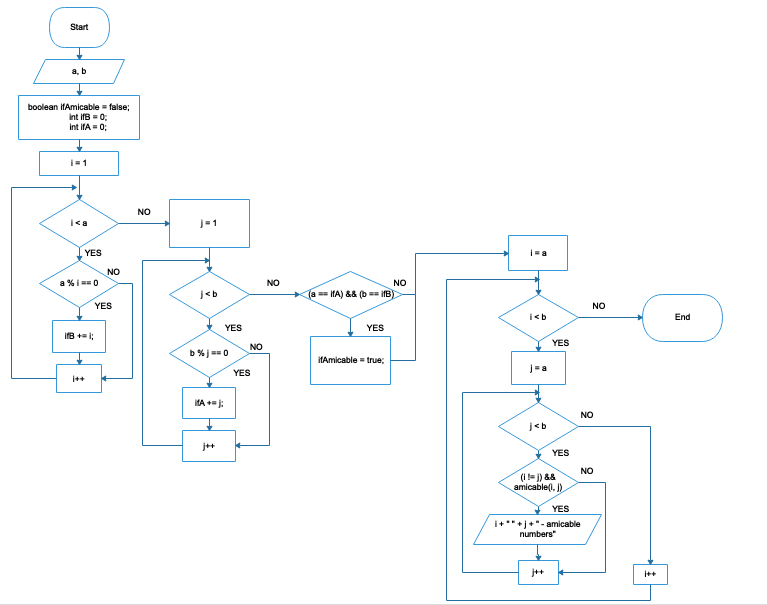 Start
a, b
boolean ifAmicable = false;
int ifB = 0;
int ifA = 0;
i = 1
i < a
NO
YES
a % i == 0
NO
YES
ifB += i;
i++
j = 1
j < b
NO
YES
b % j == 0
NO
YES
ifA += j;
j++
(a == ifA) && (b == ifB)
NO
YES
ifAmicable = true;
i = a
i < b
NO
YES
End
j = a
j < b
NO
YES
(i != j) &&
amicable(i, j)
NO
YES
i + " " + j + " - amicable
numbers"
j++
i++